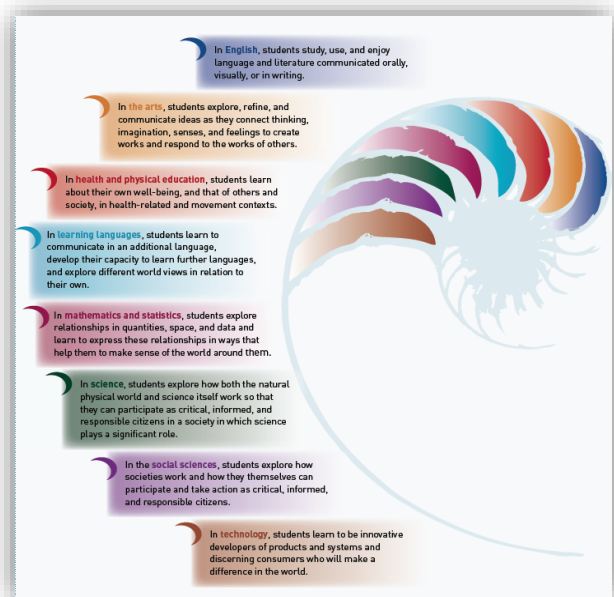 In English, students study, use, and enjoy
language and literature communicated orally,
visually, or in writing.
In the arts, students explore, refine, and
communicate ideas as they connect thinking,
imagination, senses, and feelings to create
works and respond to the works of others.
In health and physical education, students learn
about their own well-being, and that of others and
society, in health-related and movement contexts.
In learning languages, students learn to
communicate in an additional language,
develop their capacity to learn further languages,
and explore different world views in relation to
their own.
In mathematics and statistics, students explore
relationships in quantities, space, and data and
learn to express these relationships in ways that
help them to make sense of the world around them.
In science, students explore how both the natural
physical world and science itself work so that
they can participate as critical, informed, and
responsible citizens in a society in which science
plays a significant role.
In the social sciences, students explore how
societies work and how they themselves can
participate and take action as critical, informed,
and responsible citizens.
In technology, students learn to be innovative
developers of products and systems and
discerning consumers who will make a
difference in the world.